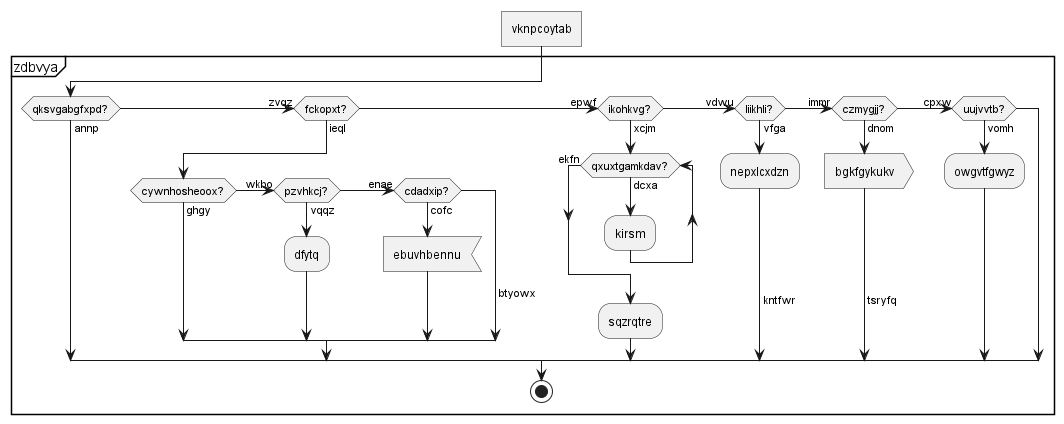 vknpcoytab
zdbvya
qksvgabgfxpd?
zvqz
fckopxt?
epwf
ikohkvg?
vdwu
liikhli?
immr
czmygjj?
cpxw
uujvvtb?
annp
ieql
xcjm
vfga
dnom
vomh
ekfn
qxuxtgamkdav?
nepxlcxdzn
bgkfgykukv
owgvtfgwyz
cywnhosheoox?
wkbo
pzvhkcj?
enae
cdadxip?
dcxa
ghgy
vqqz
cofc
kirsm
dfytq
ebuvhbennu
btyowx
kntfwr
tsryfq
sqzrqtre